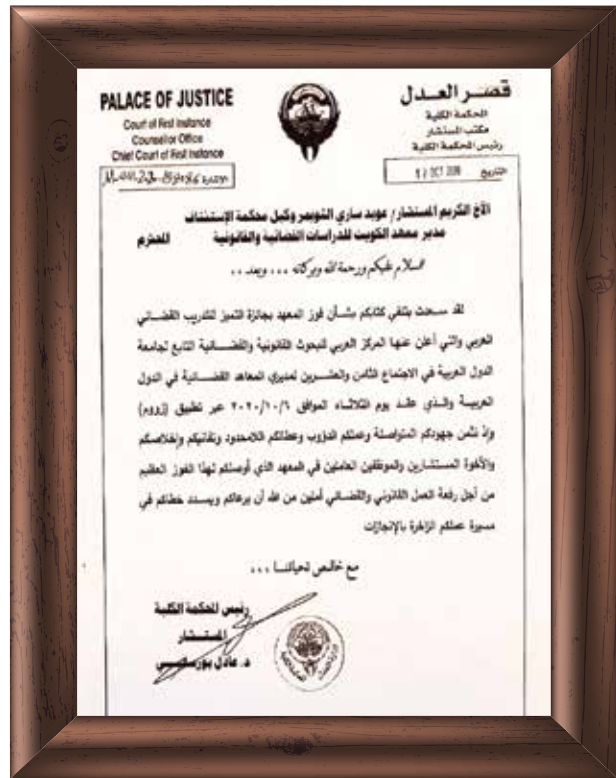 PALACE OF JUSTICE
Court of First Instance
Counsellor Office
Chief Court of First Instance
قصر العدل
المحكمة الكلية
مكتب المستشار
رئيس المحكمة الكلية
التاريخ OCT 2020
الأخ الكريم المستشار/ عويد ساري الثويمر وكيل محكمة الإستئناف
مدير معهد الكويت للدراسات القضائية والقانونية المحترم
السلام عليكم ورحمة الله وبركاته ... وبعد ..
لقد سعدت بتلقي كتابكم بشأن فوز المعهد بجائزة التميز للتدريب القضائي
العربي والتي أعلن عنها المركز العربي للبحوث القانونية والقضائية التابع لجامعة
الدول العربية في الاجتماع الثامن والعشرين لمديري المعاهد القضائية في الدول
العربية والذي عقد يوم الثلاثاء الموافق ٢٠٢٠/١٠/٦ عبر تطبيق (زووم)
وإذ نثمن جهودكم المتواصلة وعملكم الدؤوب وعطائكم اللامحدود وتفانيكم وإخلاصكم
والأخوة المستشارين والموظفين العاملين في المعهد الذي أوصلكم لهذا الفوز العظيم
من أجل رفعة العمل القانوني والقضائي آملين من الله أن يرعاكم ويسدد خطاكم في
مسيرة عملكم الزاخرة بالإنجازات
مع خالص تحياتنا ...
رئيس المحكمة الكلية
المستشار
د. عادل بورسلي